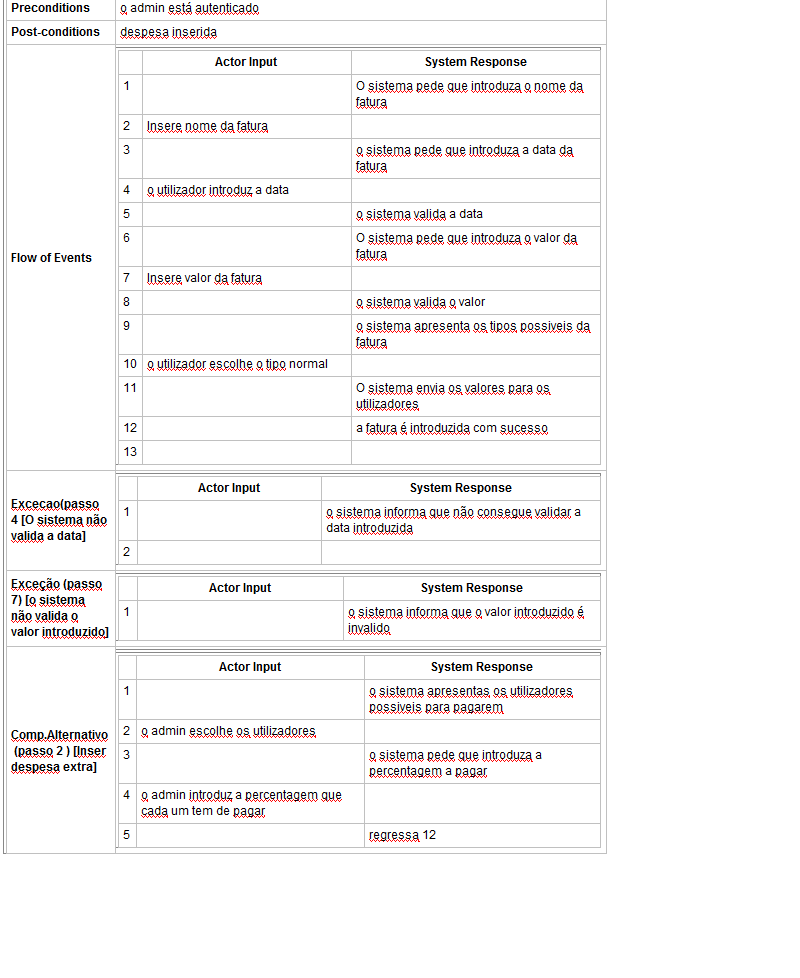 Preconditions o admin está autenticado
Post-conditions despesa inserida
Flow of Events
Actor Input System Response
1 O sistema pede que introduza o nome da
fatura
2 Insere nome da fatura
3 o sistema pede que introduza a data da
fatura
4 o utilizador introduz a data
5 o sistema valida a data
6 O sistema pede que introduza o valor da
fatura
7 Insere valor da fatura
8 o sistema valida o valor
9 o sistema apresenta os tipos possiveis da
fatura
10 o utilizador escolhe o tipo normal
11 O sistema envia os valores para os
utilizadores
12 a fatura é introduzida com sucesso
13
Excecao(passo
4 [O sistema não
valida a data]
Actor Input System Response
1 o sistema informa que não consegue validar a
data introduzida
2
Exceção (passo
7) [o sistema
não valida o
valor introduzido]
Actor Input System Response
1 o sistema informa que o valor introduzido é
invalido
Comp.Alternativo
(passo 2 ) [Inser
despesa extra]
Actor Input System Response
1 o sistema apresentas os utilizadores
possiveis para pagarem
2 o admin escolhe os utilizadores
3 o sistema pede que introduza a
percentagem a pagar
4 o admin introduz a percentagem que
cada um tem de pagar
5 regressa 12